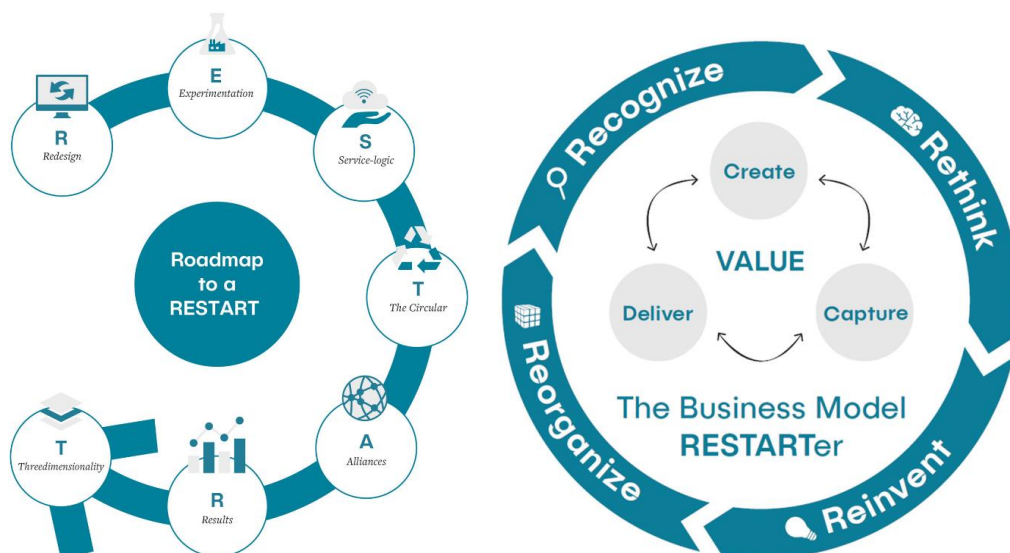 E
Experimentation
R
Redesign
S
Service-logic
Roadmap
to a
RESTART
T
The Circular
A
Alliances
R
Results
T
Threedimensionality
Recognize
Rethink
Reinvent
Reorganize
Create
VALUE
Deliver
Capture
The Business Model
RESTARTer